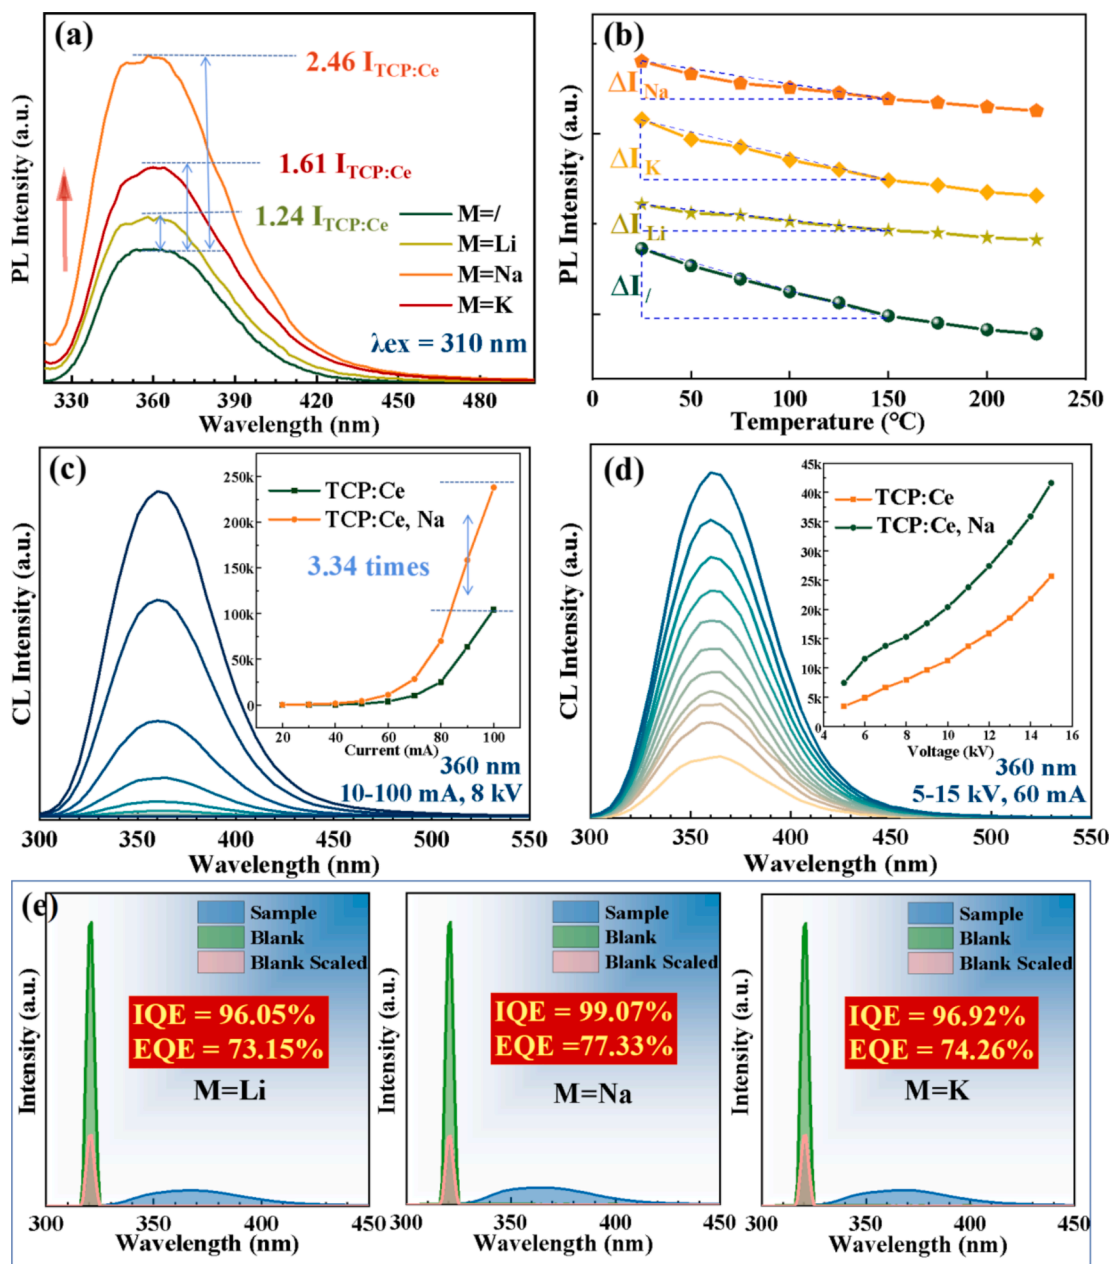 (a)
2.46 I_TCP:Ce
1.61 I_TCP:Ce
1.24 I_TCP:Ce
M=/
M=Li
M=Na
M=K
λex = 310 nm
PL Intensity (a.u.)
330 360 390 420 450 480
Wavelength (nm)
(b)
ΔI_Na
ΔI_K
ΔI_Li
ΔI_/
PL Intensity (a.u.)
0 50 100 150 200 250
Temperature (°C)
(c)
TCP:Ce
TCP:Ce, Na
3.34 times
250k
200k
150k
100k
50k
0
20 40 60 80 100
Current (mA)
360 nm
10-100 mA, 8 kV
CL Intensity (a.u.)
300 350 400 450 500 550
Wavelength (nm)
(d)
TCP:Ce
TCP:Ce, Na
45k
40k
35k
30k
25k
20k
15k
10k
5k
0
4 6 8 10 12 14 16
Voltage (kV)
360 nm
5-15 kV, 60 mA
CL Intensity (a.u.)
300 350 400 450 500 550
Wavelength (nm)
(e)
Sample
Blank
Blank Scaled
IQE = 96.05%
EQE = 73.15%
M=Li
Intensity (a.u.)
300 350 400 450
Wavelength (nm)
Sample
Blank
Blank Scaled
IQE = 99.07%
EQE =77.33%
M=Na
Intensity (a.u.)
300 350 400 450
Wavelength (nm)
Sample
Blank
Blank Scaled
IQE = 96.92%
EQE = 74.26%
M=K
Intensity (a.u.)
300 350 400 450
Wavelength (nm)